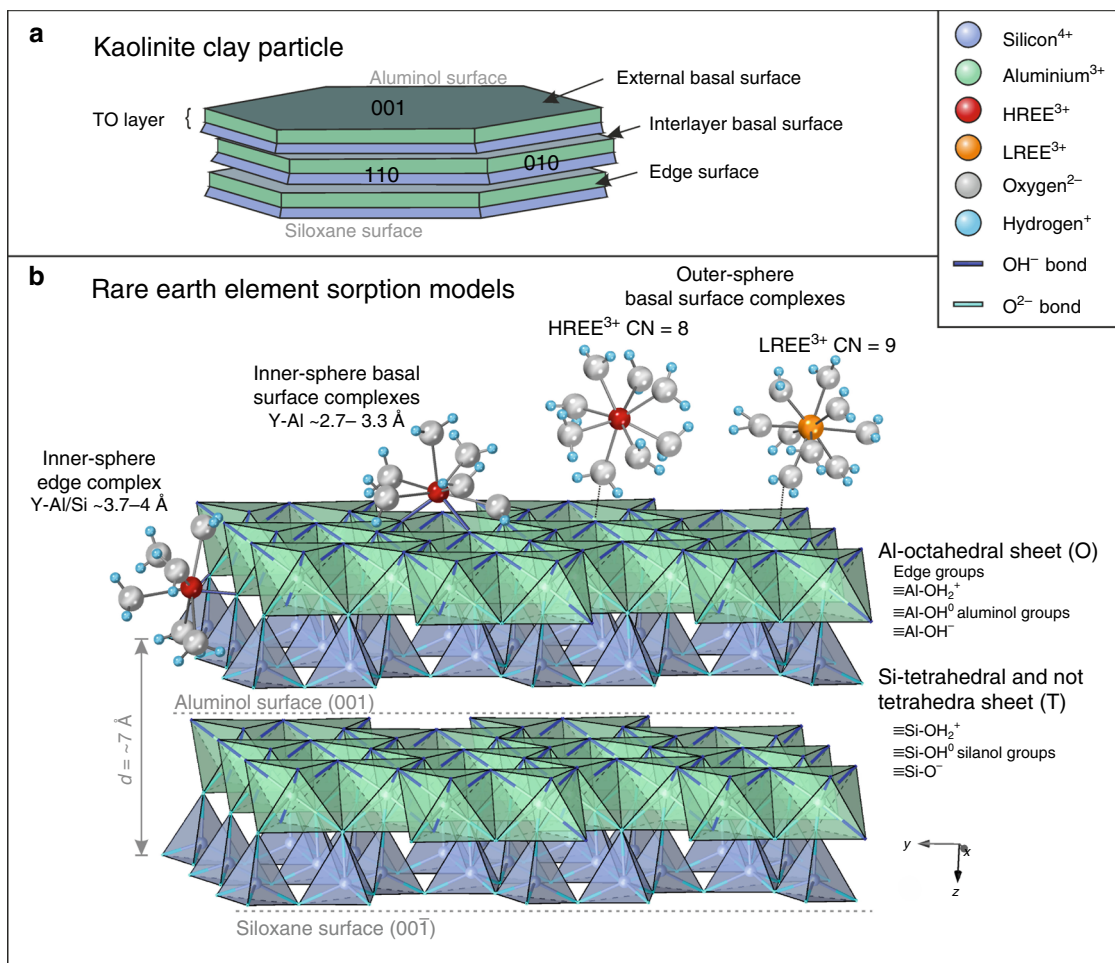 a
Kaolinite clay particle
Aluminol surface
External basal surface
001
TO layer {
Interlayer basal surface
010
110
Edge surface
Siloxane surface
Silicon⁴⁺
Aluminium³⁺
HREE³⁺
LREE³⁺
Oxygen²⁻
Hydrogen⁺
OH⁻ bond
O²⁻ bond
b
Rare earth element sorption models
Outer-sphere
basal surface complexes
HREE³⁺ CN = 8
LREE³⁺ CN = 9
Inner-sphere basal
surface complexes
Y-Al ~2.7– 3.3 Å
Inner-sphere
edge complex
Y-Al/Si ~3.7–4 Å
Al-octahedral sheet (O)
Edge groups
≡Al-OH₂⁺
≡Al-OH⁰ aluminol groups
≡Al-OH⁻
Si-tetrahedral and not
tetrahedra sheet (T)
≡Si-OH₂⁺
≡Si-OH⁰ silanol groups
≡Si-O⁻
Aluminol surface (001)
d = ~7 Å
Siloxane surface (001̄)
y
x
z